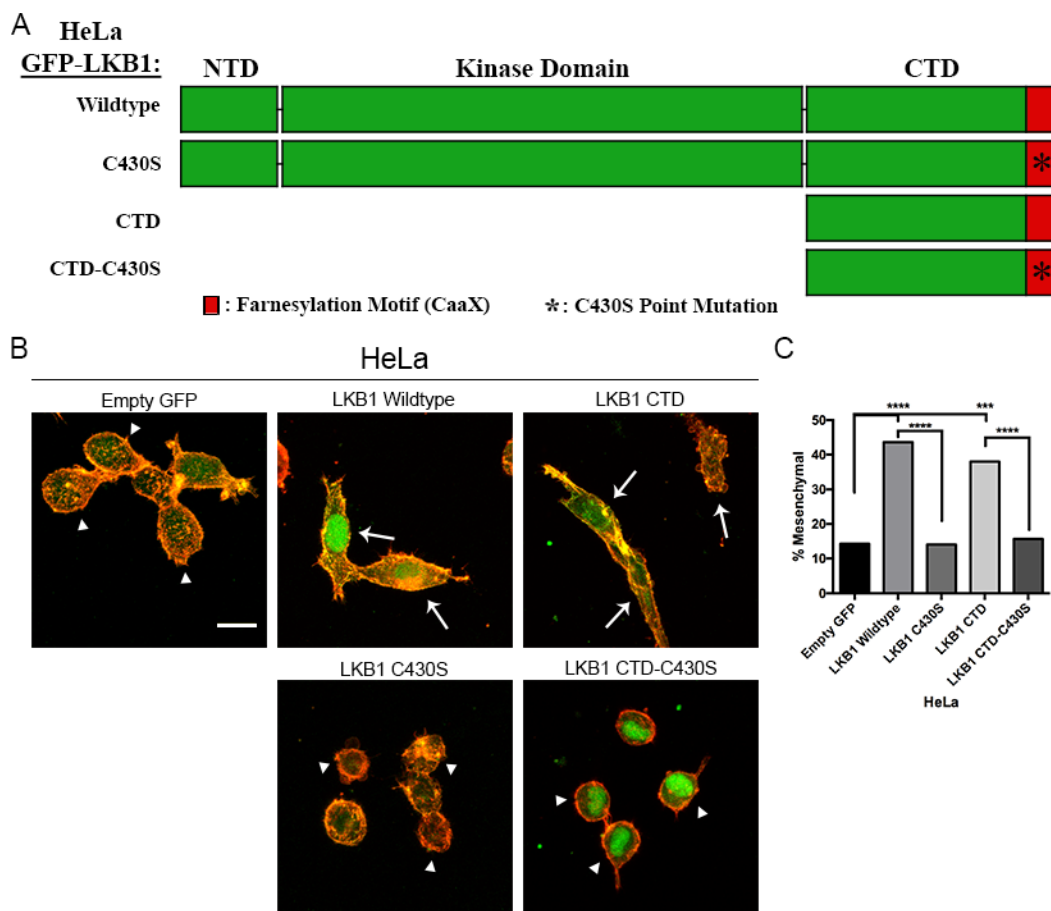 A
HeLa
GFP-LKB1:
NTD
Kinase Domain
CTD
Wildtype
C430S
*
CTD
CTD-C430S
*
: Farnesylation Motif (CaaX)
*: C430S Point Mutation
B
HeLa
Empty GFP
LKB1 Wildtype
LKB1 CTD
LKB1 C430S
LKB1 CTD-C430S
C
% Mesenchymal
50
40
30
20
10
0
****
***
****
****
Empty GFP
LKB1 Wildtype
LKB1 C430S
LKB1 CTD
LKB1 CTD-C430S
HeLa